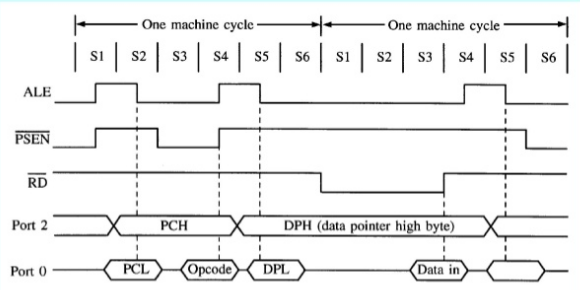 One machine cycle One machine cycle
S1 S2 S3 S4 S5 S6 S1 S2 S3 S4 S5 S6
ALE
PSEN
RD
Port 2 PCH DPH (data pointer high byte)
Port 0 PCL Opcode DPL Data in